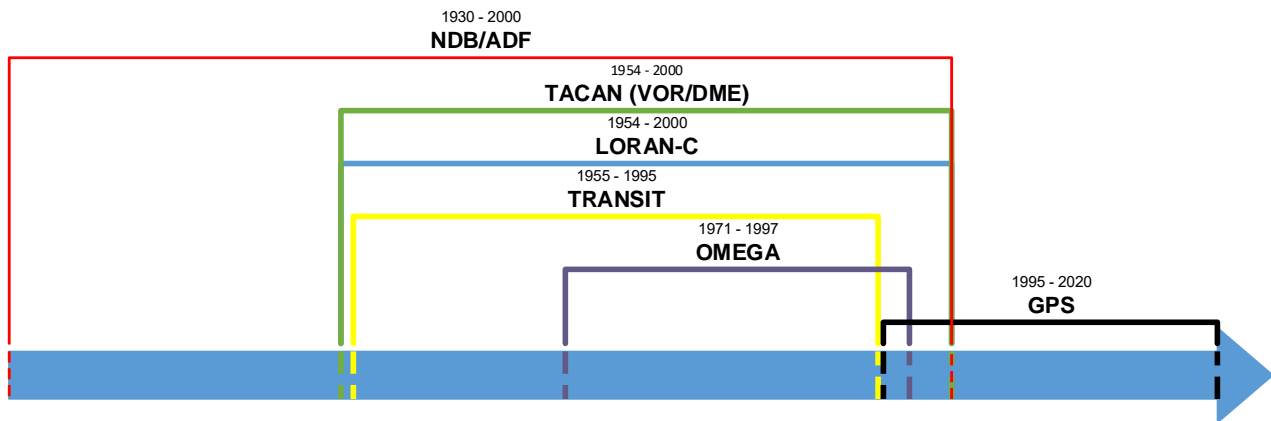 1930 - 2000
NDB/ADF
1954 - 2000
TACAN (VOR/DME)
1954 - 2000
LORAN-C
1955 - 1995
TRANSIT
1971 - 1997
OMEGA
1995 - 2020
GPS